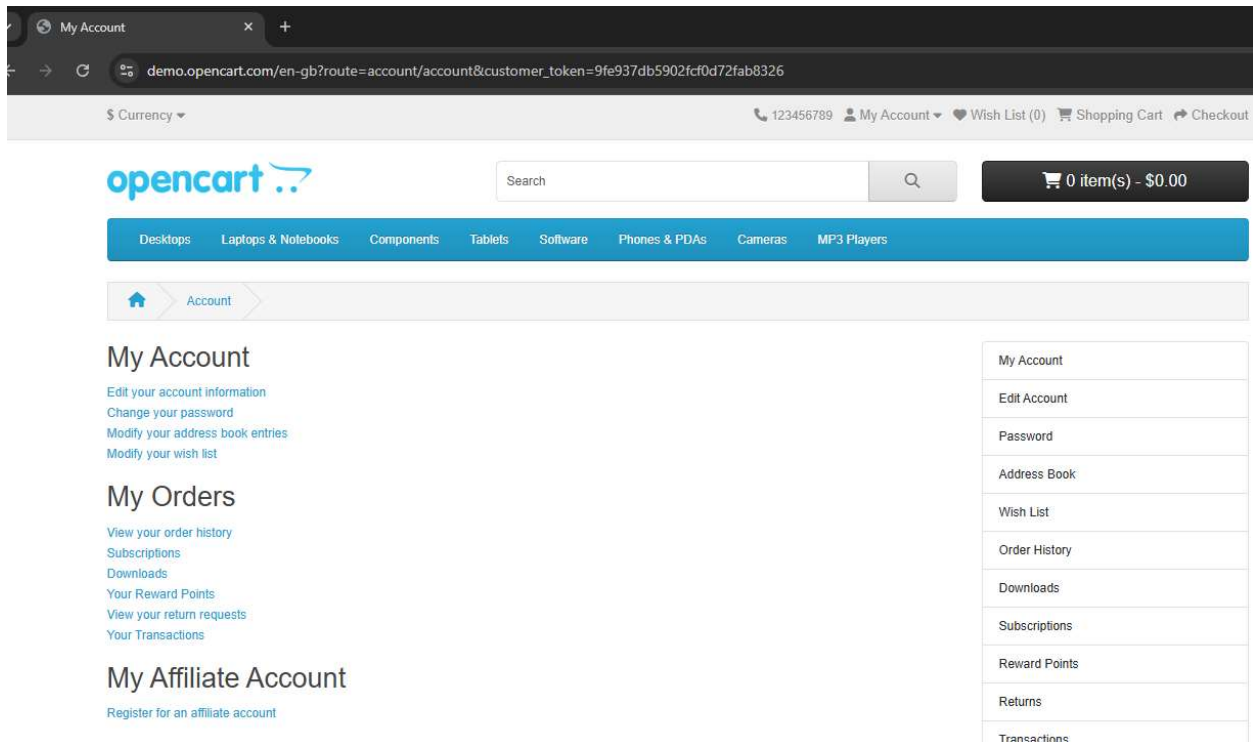 My Account
demo.opencart.com/en-gb?route=account/account&customer_token=9fe937db5902fcf0d72fab8326
$ Currency 123456789 My Account Wish List (0) Shopping Cart Checkout
opencart Search 0 item(s) - $0.00
Desktops Laptops & Notebooks Components Tablets Software Phones & PDAs Cameras MP3 Players
Account
My Account
Edit your account information
Change your password
Modify your address book entries
Modify your wish list
My Orders
View your order history
Subscriptions
Downloads
Your Reward Points
View your return requests
Your Transactions
My Affiliate Account
Register for an affiliate account
My Account
Edit Account
Password
Address Book
Wish List
Order History
Downloads
Subscriptions
Reward Points
Returns
Transactions